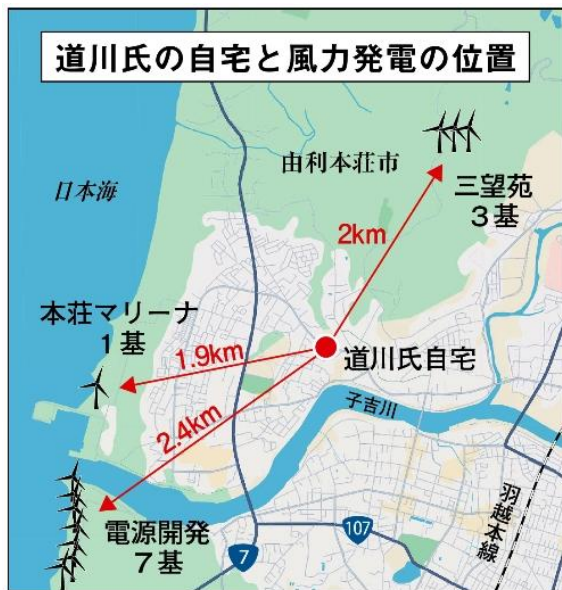 道川氏の自宅と風力発電の位置
由利本荘市
日本海
三望苑
3基
2km
本荘マリーナ
1基
1.9km
道川氏自宅
2.4km
子吉川
羽越本線
電源開発
7基
7
107